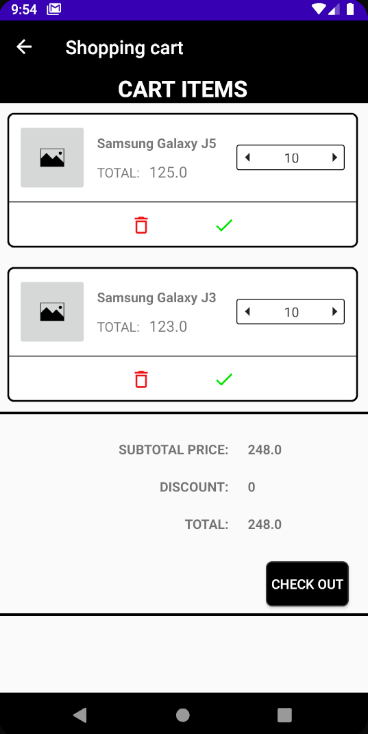 9:54
Shopping cart
CART ITEMS
Samsung Galaxy J5
TOTAL: 125.0
10
Samsung Galaxy J3
TOTAL: 123.0
10
SUBTOTAL PRICE: 248.0
DISCOUNT: 0
TOTAL: 248.0
CHECK OUT